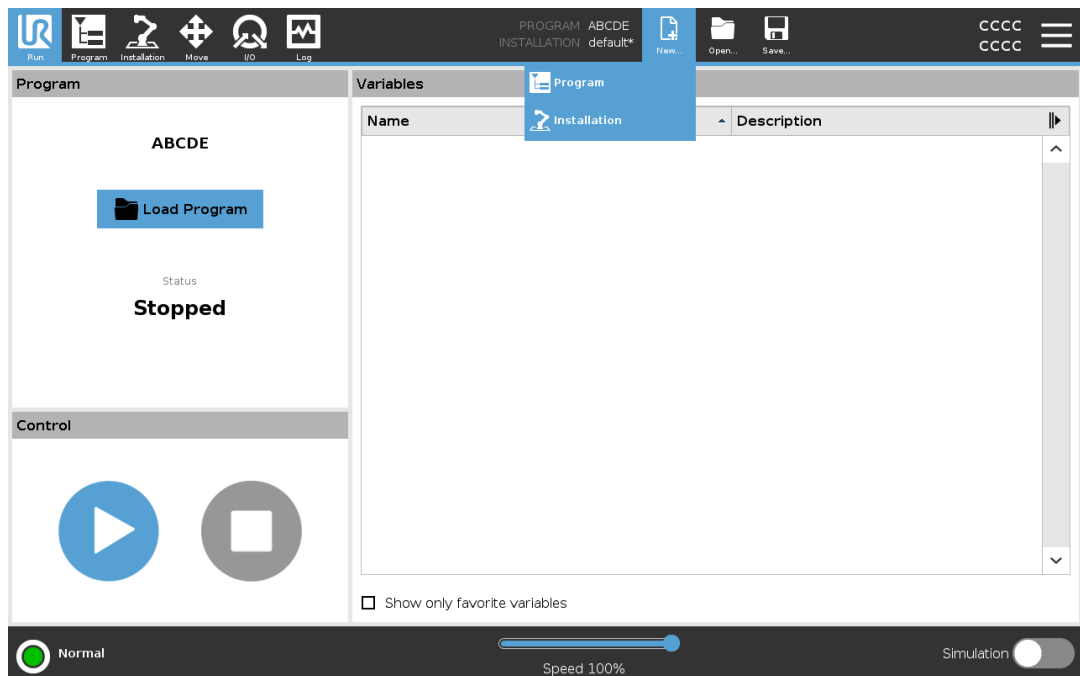 Run
Program
Installation
Move
I/O
Log
PROGRAM ABCDE
INSTALLATION default*
New...
Open...
Save...
CCCC
CCCC
Program
Installation
Program
ABCDE
Load Program
Status
Stopped
Control
Variables
Name
Description
Show only favorite variables
Normal
Speed 100%
Simulation